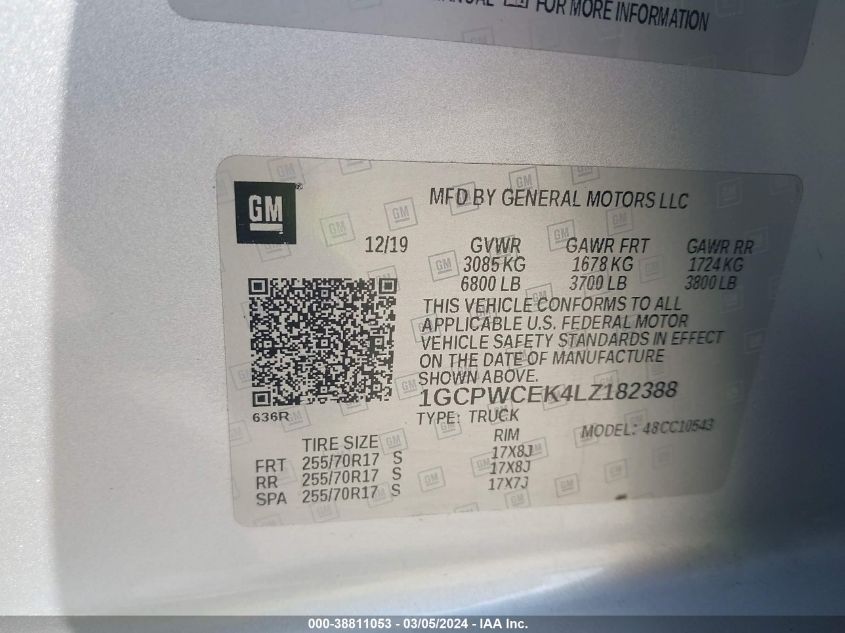 MANUAL FOR MORE INFORMATION
GM
MFD BY GENERAL MOTORS LLC
12/19 GVWR GAWR FRT GAWR RR
3085 KG 1678 KG 1724 KG
6800 LB 3700 LB 3800 LB
THIS VEHICLE CONFORMS TO ALL
APPLICABLE U.S. FEDERAL MOTOR
VEHICLE SAFETY STANDARDS IN EFFECT
ON THE DATE OF MANUFACTURE
SHOWN ABOVE.
1GCPWCEK4LZ182388
636R
TYPE: TRUCK
MODEL: 48CC10543
TIRE SIZE RIM
FRT 255/70R17 S 17X8J
RR 255/70R17 S 17X8J
SPA 255/70R17 S 17X7J
000-38811053 - 03/05/2024 - IAA Inc.